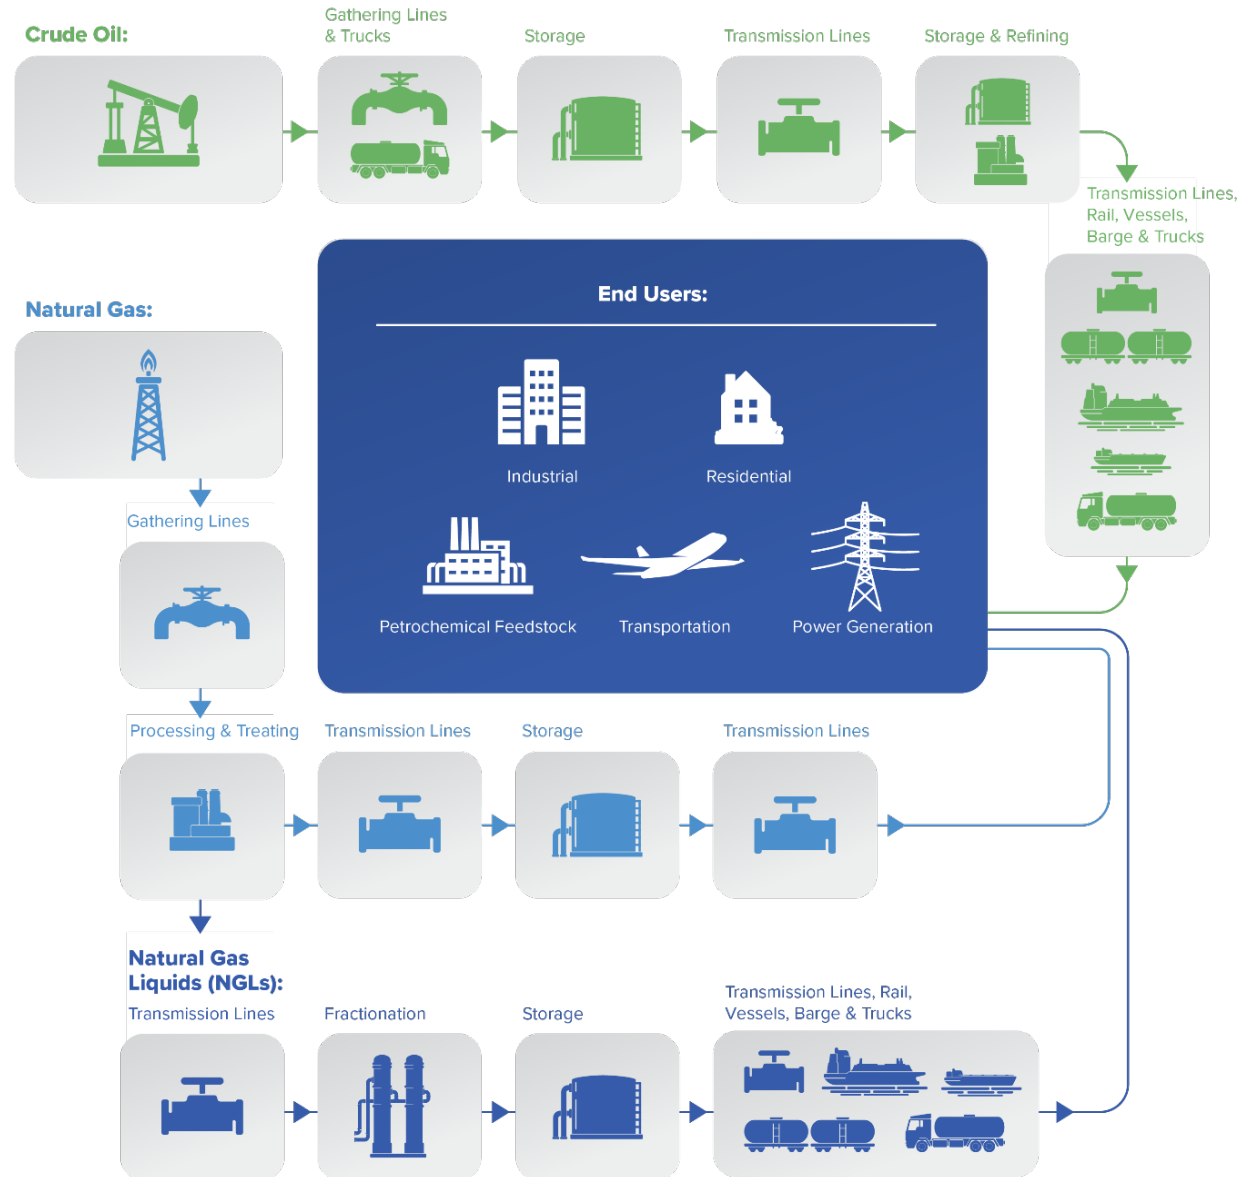 Crude Oil:
Gathering Lines
& Trucks
Storage
Transmission Lines
Storage & Refining
Transmission Lines,
Rail, Vessels,
Barge & Trucks
End Users:
Industrial
Residential
Petrochemical Feedstock
Transportation
Power Generation
Natural Gas:
Gathering Lines
Processing & Treating
Transmission Lines
Storage
Transmission Lines
Natural Gas
Liquids (NGLs):
Transmission Lines
Fractionation
Storage
Transmission Lines, Rail,
Vessels, Barge & Trucks